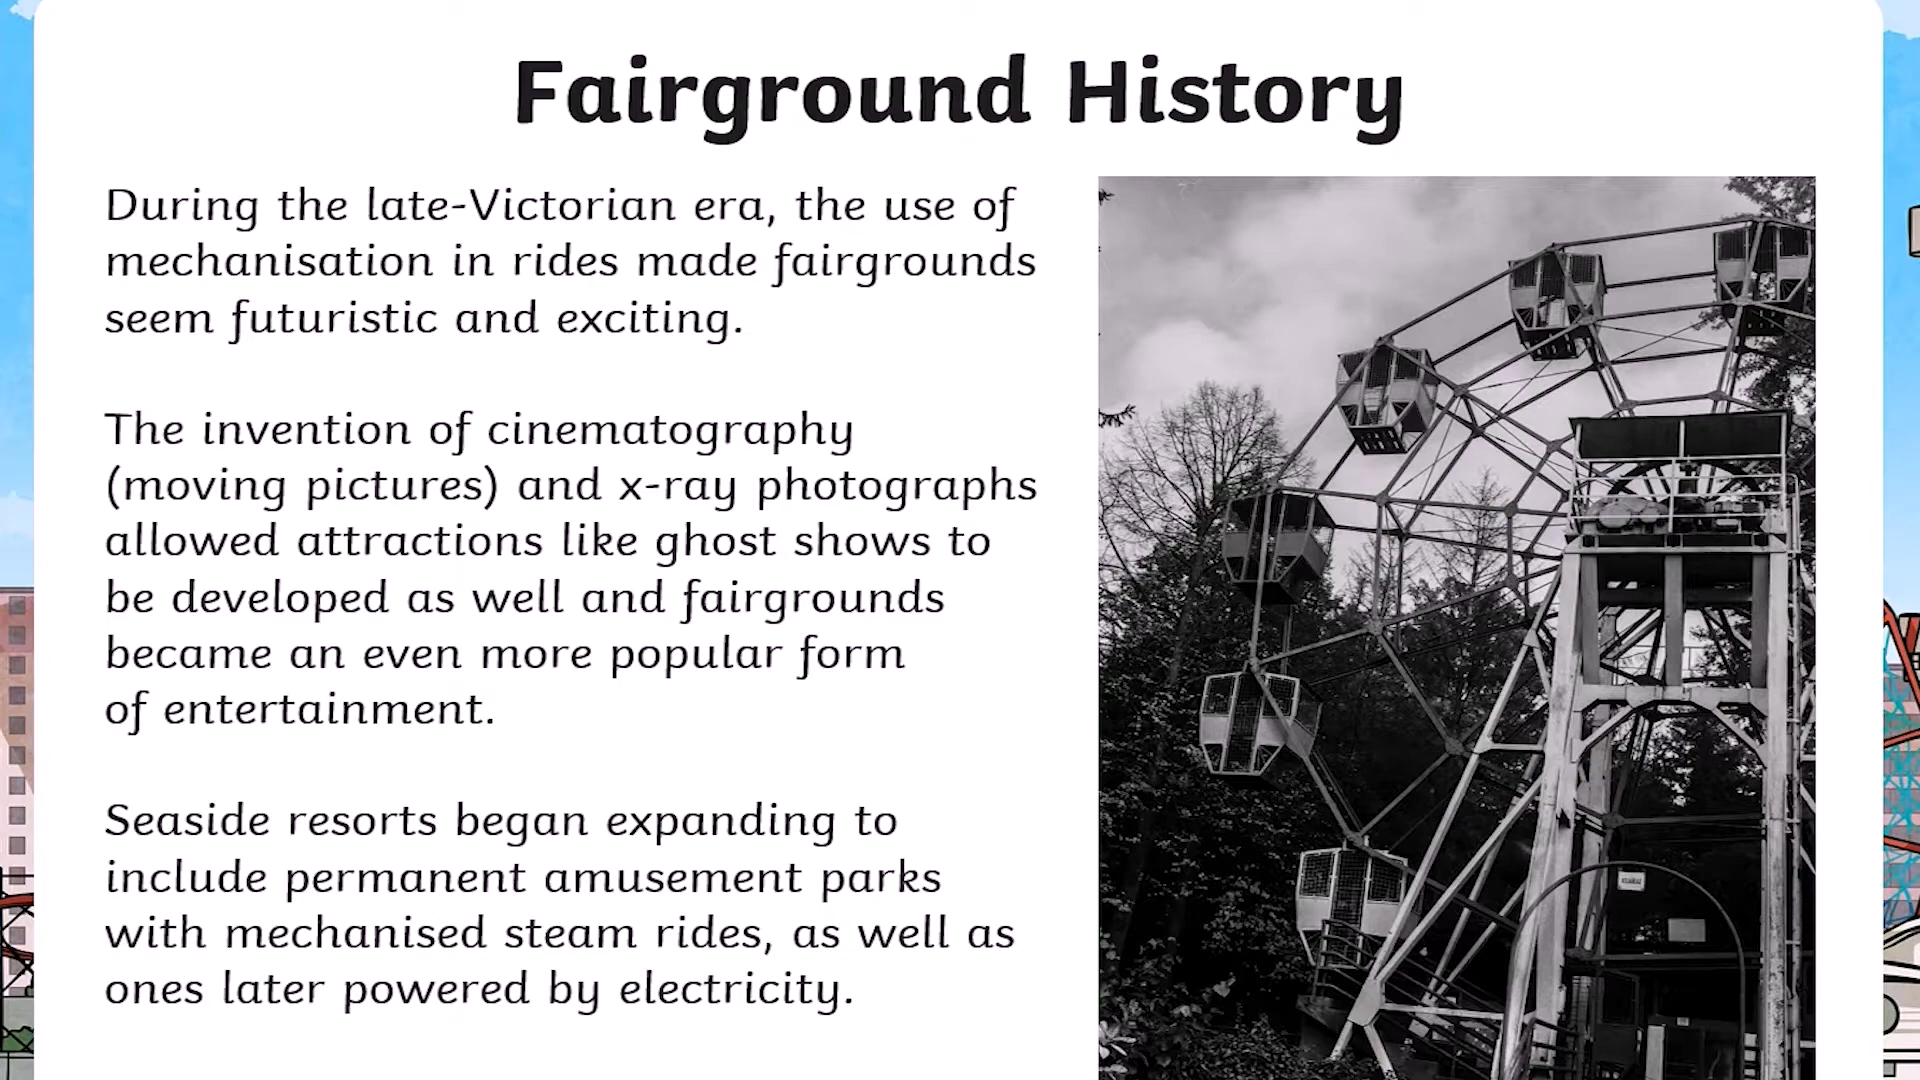 Fairground History
During the late-Victorian era, the use of
mechanisation in rides made fairgrounds
seem futuristic and exciting.
The invention of cinematography
(moving pictures) and x-ray photographs
allowed attractions like ghost shows to
be developed as well and fairgrounds
became an even more popular form
of entertainment.
Seaside resorts began expanding to
include permanent amusement parks
with mechanised steam rides, as well as
ones later powered by electricity.